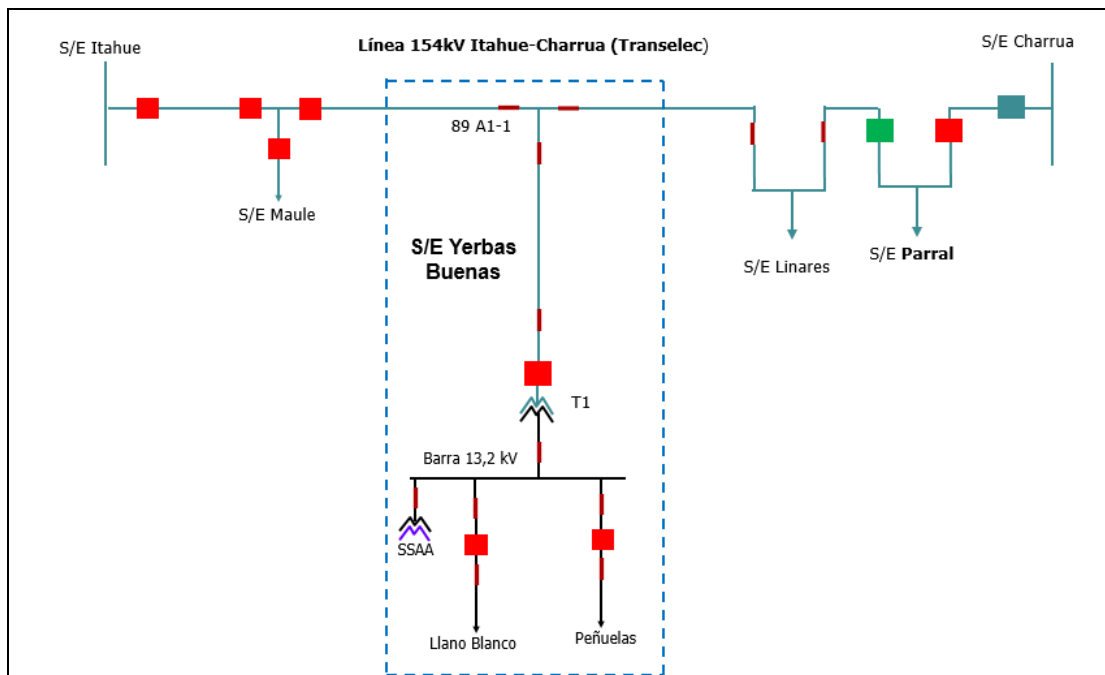 Línea 154kV Itahue-Charrua (Transelec)
S/E Itahue
S/E Charrua
89 A1-1
S/E Maule
S/E Yerbas
Buenas
S/E Linares
S/E Parral
T1
Barra 13,2 kV
SSAA
Llano Blanco
Peñuelas